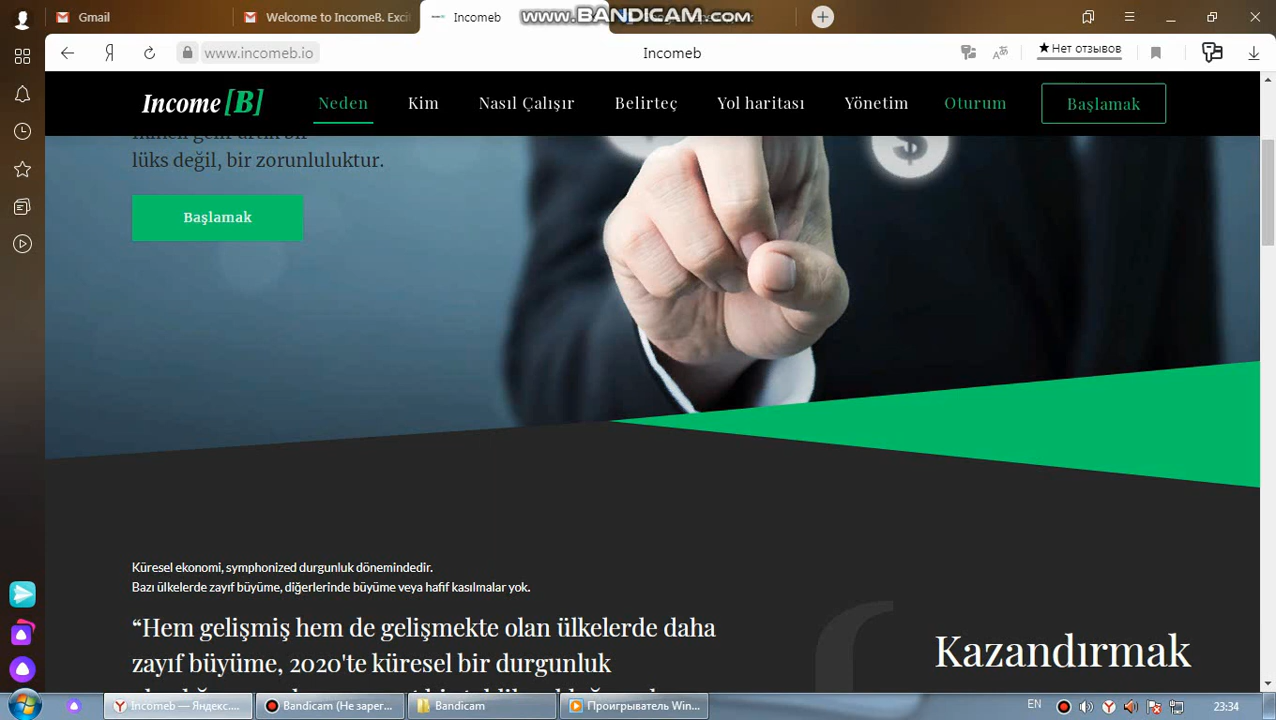 Gmail
Welcome to IncomeB. Exci
Incomeb
www.BANDICAM.com
www.incomeb.io
Incomeb
Нет отзывов
Income [B]
Neden
Kim
Nasıl Çalışır
Belirteç
Yol haritası
Yönetim
Oturum
Başlamak
lüks değil, bir zorunluluktur.
Başlamak
Küresel ekonomi, symphonized durgunluk dönemindedir.
Bazı ülkelerde zayıf büyüme, diğerlerinde büyüme veya hafif kasılmalar yok.
“Hem gelişmiş hem de gelişmekte olan ülkelerde daha
zayıf büyüme, 2020'te küresel bir durgunluk
Kazandırmak
Incomeb — Яндекс....
Bandicam (Не зарег...
Bandicam
Проигрыватель Win...
EN
23:34